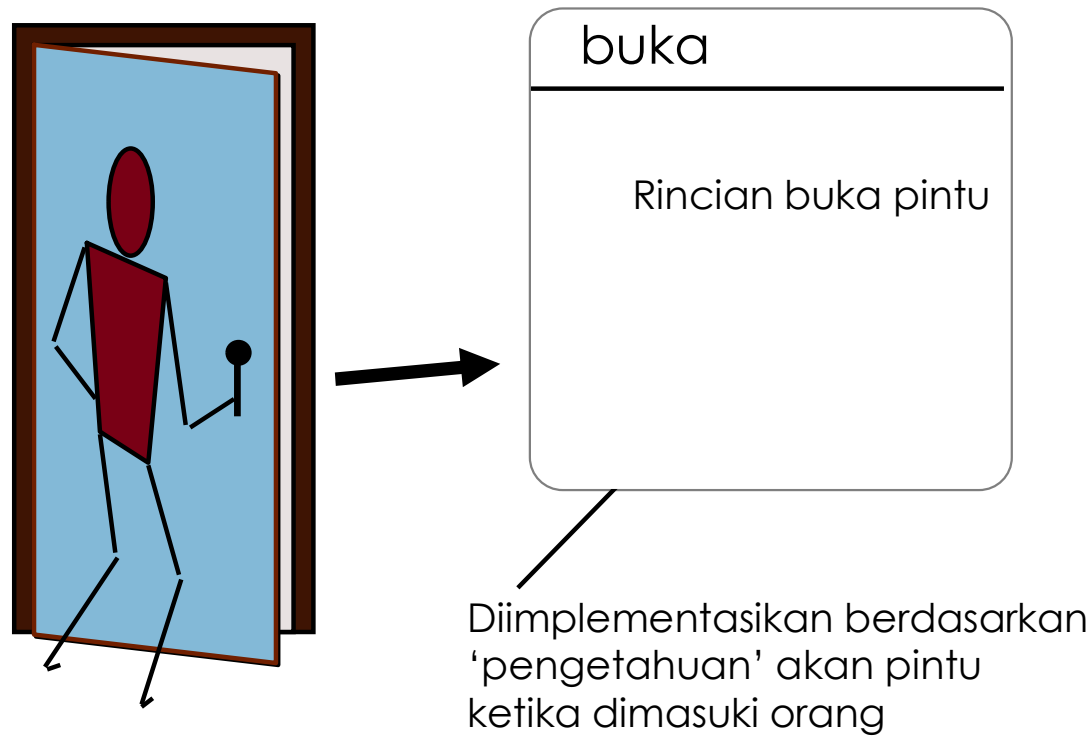 buka
Rincian buka pintu
Diimplementasikan berdasarkan
‘pengetahuan’ akan pintu
ketika dimasuki orang